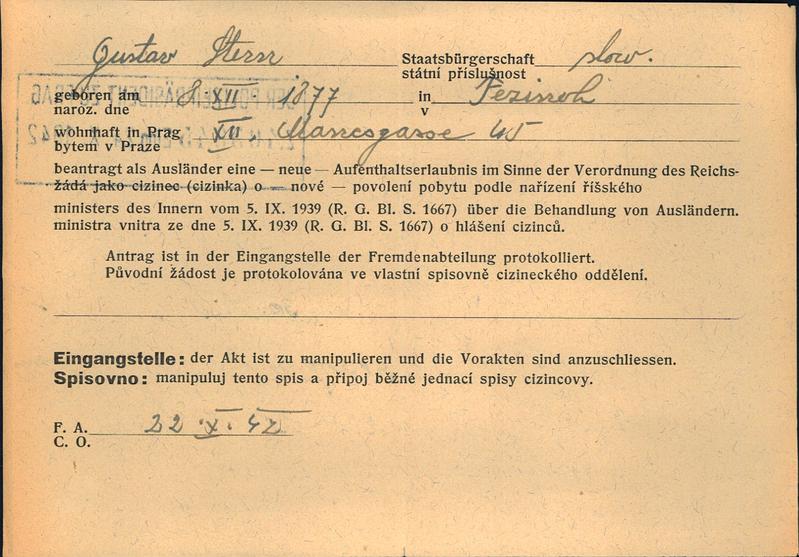 Gustav Stern Staatsbürgerschaft slow.
státní příslušnost
geboren am 8. XII. 1877 in Pezinok
naroz. dne v
wohnhaft in Prag XII. Manesgasse 45
bytem v Praze
beantragt als Ausländer eine — neue — Aufenthaltserlaubnis im Sinne der Verordnung des Reichs-
žádá jako cizinec (cizinka) o — nové — povolení pobytu podle nařízení říšského
ministers des Innern vom 5. IX. 1939 (R. G. Bl. S. 1667) über die Behandlung von Ausländern.
ministra vnitra ze dne 5. IX. 1939 (R. G. Bl. S. 1667) o hlášení cizinců.
Antrag ist in der Eingangstelle der Fremdenabteilung protokolliert.
Původní žádost je protokolována ve vlastní spisovně cizineckého oddělení.
Eingangstelle: der Akt ist zu manipulieren und die Vorakten sind anzuschliessen.
Spisovno: manipuluj tento spis a připoj běžné jednací spisy cizincovy.
F. A. 22. X. 42
C. O.